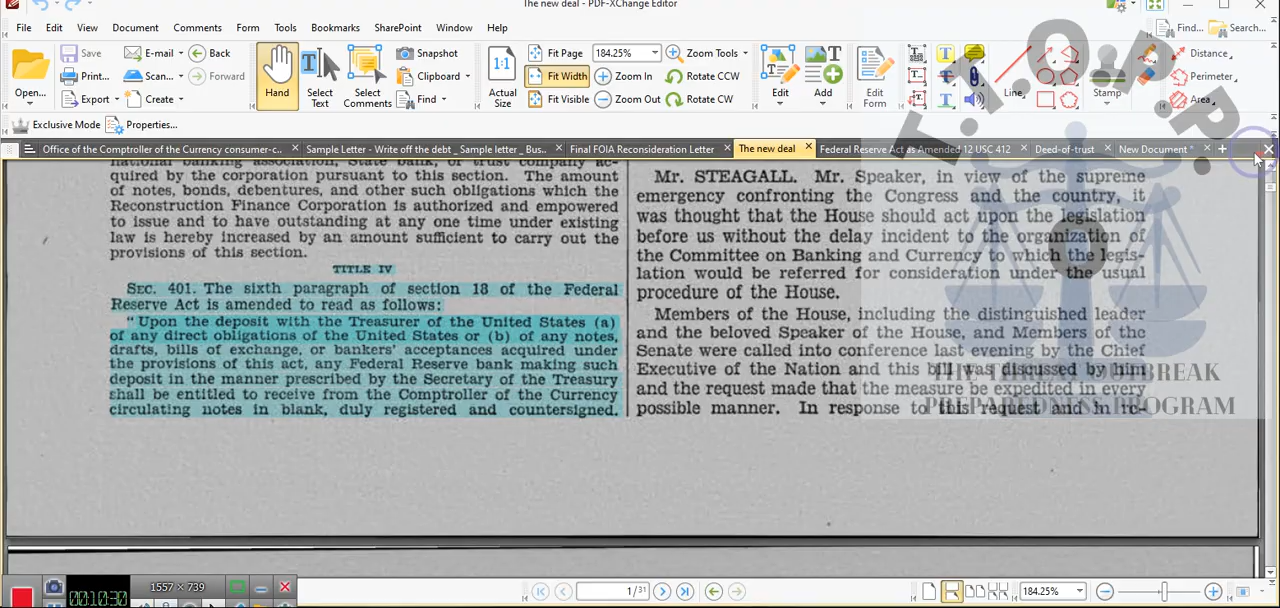 The new deal - PDF-XChange Editor
File Edit View Document Comments Form Tools Bookmarks SharePoint Window Help
Find... Search...
Open... Save Print... Export E-mail Scan... Create Back Forward
Hand Select Text Select Comments Snapshot Clipboard Find
1:1 Actual Size Fit Page Fit Width Fit Visible 184.25% Zoom In Zoom Out Zoom Tools Rotate CCW Rotate CW
Edit Add Edit Form Line Stamp Distance Perimeter Area
Exclusive Mode Properties...
Office of the Comptroller of the Currency consumer-c... Sample Letter - Write off the debt _ Sample letter _ Bus... Final FOIA Reconsideration Letter The new deal Federal Reserve Act as Amended 12 USC 412 Deed-of-trust New Document *
T.O.P.P.
national banking association, State bank, or trust company ac-
quired by the corporation pursuant to this section. The amount
of notes, bonds, debentures, and other such obligations which the
Reconstruction Finance Corporation is authorized and empowered
to issue and to have outstanding at any one time under existing
law is hereby increased by an amount sufficient to carry out the
provisions of this section.
TITLE IV
SEC. 401. The sixth paragraph of section 18 of the Federal
Reserve Act is amended to read as follows:
"Upon the deposit with the Treasurer of the United States (a)
of any direct obligations of the United States or (b) of any notes,
drafts, bills of exchange, or bankers' acceptances acquired under
the provisions of this act, any Federal Reserve bank making such
deposit in the manner prescribed by the Secretary of the Treasury
shall be entitled to receive from the Comptroller of the Currency
circulating notes in blank, duly registered and countersigned.
Mr. STEAGALL. Mr. Speaker, in view of the supreme
emergency confronting the Congress and the country, it
was thought that the House should act upon the legislation
before us without the delay incident to the organization of
the Committee on Banking and Currency to which the legis-
lation would be referred for consideration under the usual
procedure of the House.
Members of the House, including the distinguished leader
and the beloved Speaker of the House, and Members of the
Senate were called into conference last evening by the Chief
Executive of the Nation and this bill was discussed by him
and the request made that the measure be expedited in every
possible manner. In response to this request and in re-
THE THREAT OUTBREAK
PREPAREDNESS PROGRAM
1557 × 739
00:10:30
1/31
184.25%